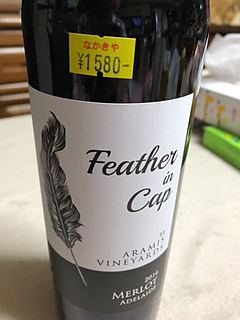 なかきや
¥1580-
Feather
in
Cap
BY
ARAMIS
VINEYARDS
2014
MERLOT
ADELAIDE